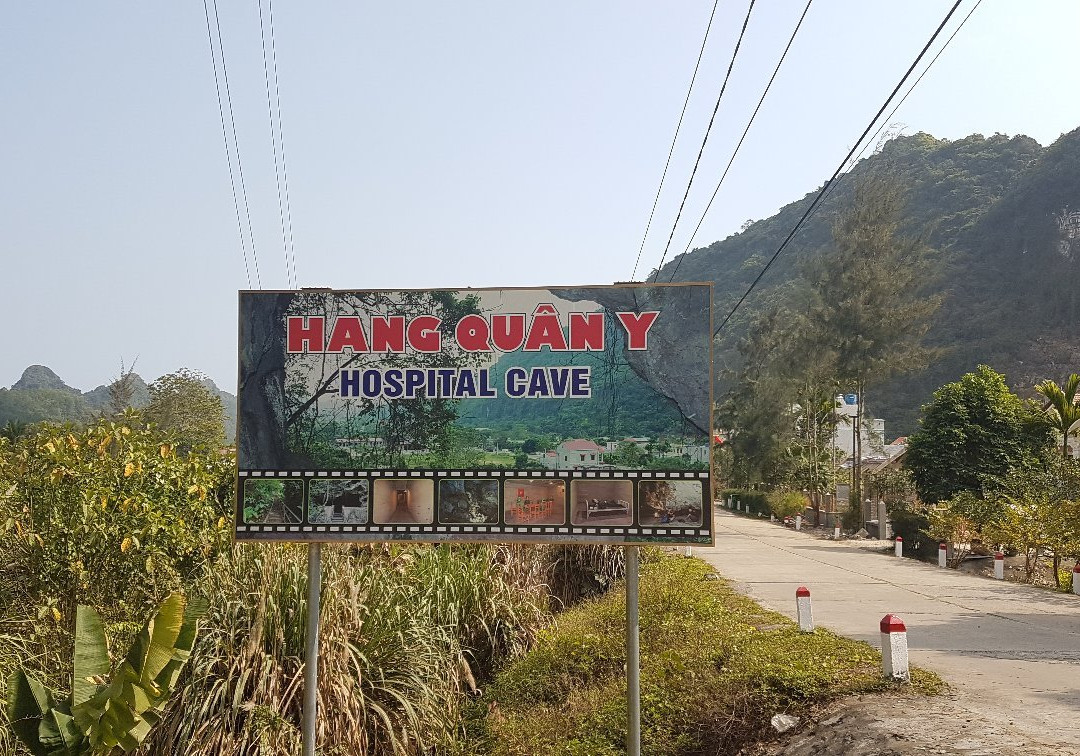 HANG QUÂN Y
HOSPITAL CAVE